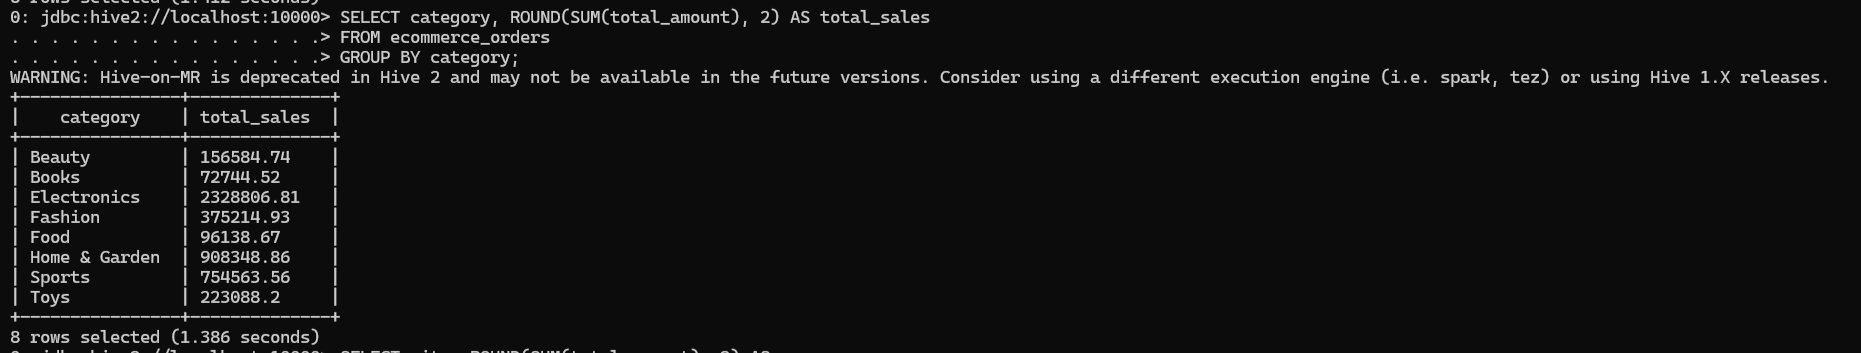 0: jdbc:hive2://localhost:10000> SELECT category, ROUND(SUM(total_amount), 2) AS total_sales
. . . . . . . . . . . . . . . .> FROM ecommerce_orders
. . . . . . . . . . . . . . . .> GROUP BY category;
WARNING: Hive-on-MR is deprecated in Hive 2 and may not be available in the future versions. Consider using a different execution engine (i.e. spark, tez) or using Hive 1.X releases.
+----------------+--------------+
|    category    | total_sales  |
+----------------+--------------+
| Beauty         | 156584.74    |
| Books          | 72744.52     |
| Electronics    | 2328806.81   |
| Fashion        | 375214.93    |
| Food           | 96138.67     |
| Home & Garden  | 908348.86    |
| Sports         | 754563.56    |
| Toys           | 223088.2     |
+----------------+--------------+
8 rows selected (1.386 seconds)